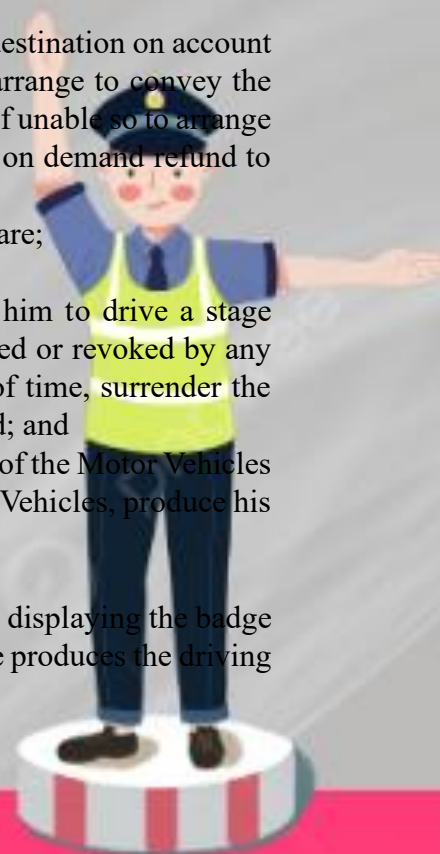 estination on account
arrange to convey the
f unable so to arrange
on demand refund to
are;
him to drive a stage
ed or revoked by any
of time, surrender the
d; and
of the Motor Vehicles
Vehicles, produce his
displaying the badge
e produces the driving